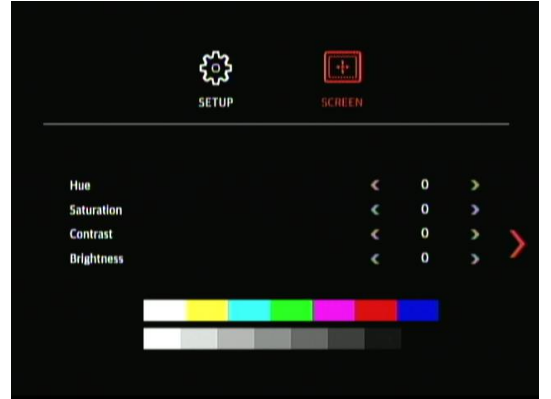 SETUP SCREEN
Hue < 0 >
Saturation < 0 >
Contrast < 0 >
Brightness < 0 >